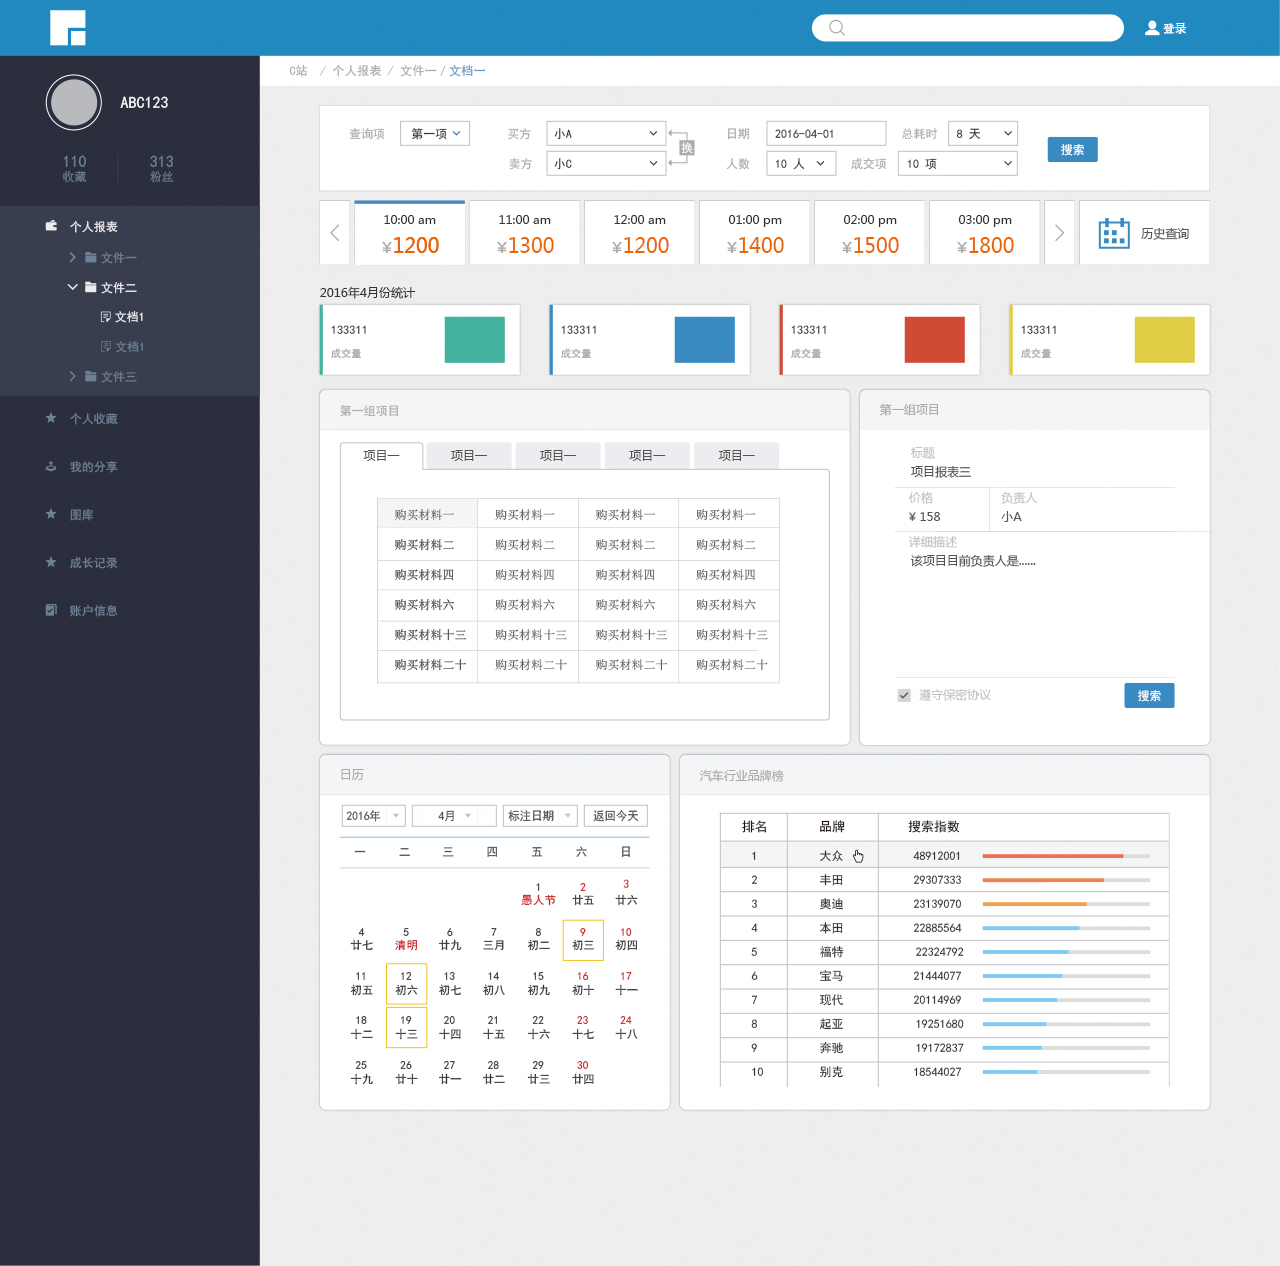 登录
C站 / 个人报表 / 文件一 / 文档一
ABC123
110 313
收藏 粉丝
个人报表
文件一
文件二
文档1
文档1
文件三
个人收藏
我的分享
图库
成长记录
账户信息
查询项 第一项 买方 小A 换 日期 2016-04-01 总耗时 8 天 搜索
卖方 小C 人数 10 人 成交项 10 项
10:00 am 11:00 am 12:00 am 01:00 pm 02:00 pm 03:00 pm 历史查询
¥1200 ¥1300 ¥1200 ¥1400 ¥1500 ¥1800
2016年4月份统计
133311 133311 133311 133311
成交量 成交量 成交量 成交量
第一组项目
项目一 项目一 项目一 项目一 项目一
购买材料一 购买材料一 购买材料一 购买材料一
购买材料二 购买材料二 购买材料二 购买材料二
购买材料四 购买材料四 购买材料四 购买材料四
购买材料六 购买材料六 购买材料六 购买材料六
购买材料十三 购买材料十三 购买材料十三 购买材料十三
购买材料二十 购买材料二十 购买材料二十 购买材料二十
第一组项目
标题
项目报表三
价格 负责人
¥ 158 小A
详细描述
该项目目前负责人是......
遵守保密协议 搜索
日历
2016年 4月 标注日期 返回今天
一 二 三 四 五 六 日
1 2 3
愚人节 廿五 廿六
4 5 6 7 8 9 10
廿七 清明 廿九 三月 初二 初三 初四
11 12 13 14 15 16 17
初五 初六 初七 初八 初九 初十 十一
18 19 20 21 22 23 24
十二 十三 十四 十五 十六 十七 十八
25 26 27 28 29 30
十九 廿十 廿一 廿二 廿三 廿四
汽车行业品牌榜
排名 品牌 搜索指数
1 大众 48912001
2 丰田 29307333
3 奥迪 23139070
4 本田 22885564
5 福特 22324792
6 宝马 21444077
7 现代 20114969
8 起亚 19251680
9 奔驰 19172837
10 别克 18544027